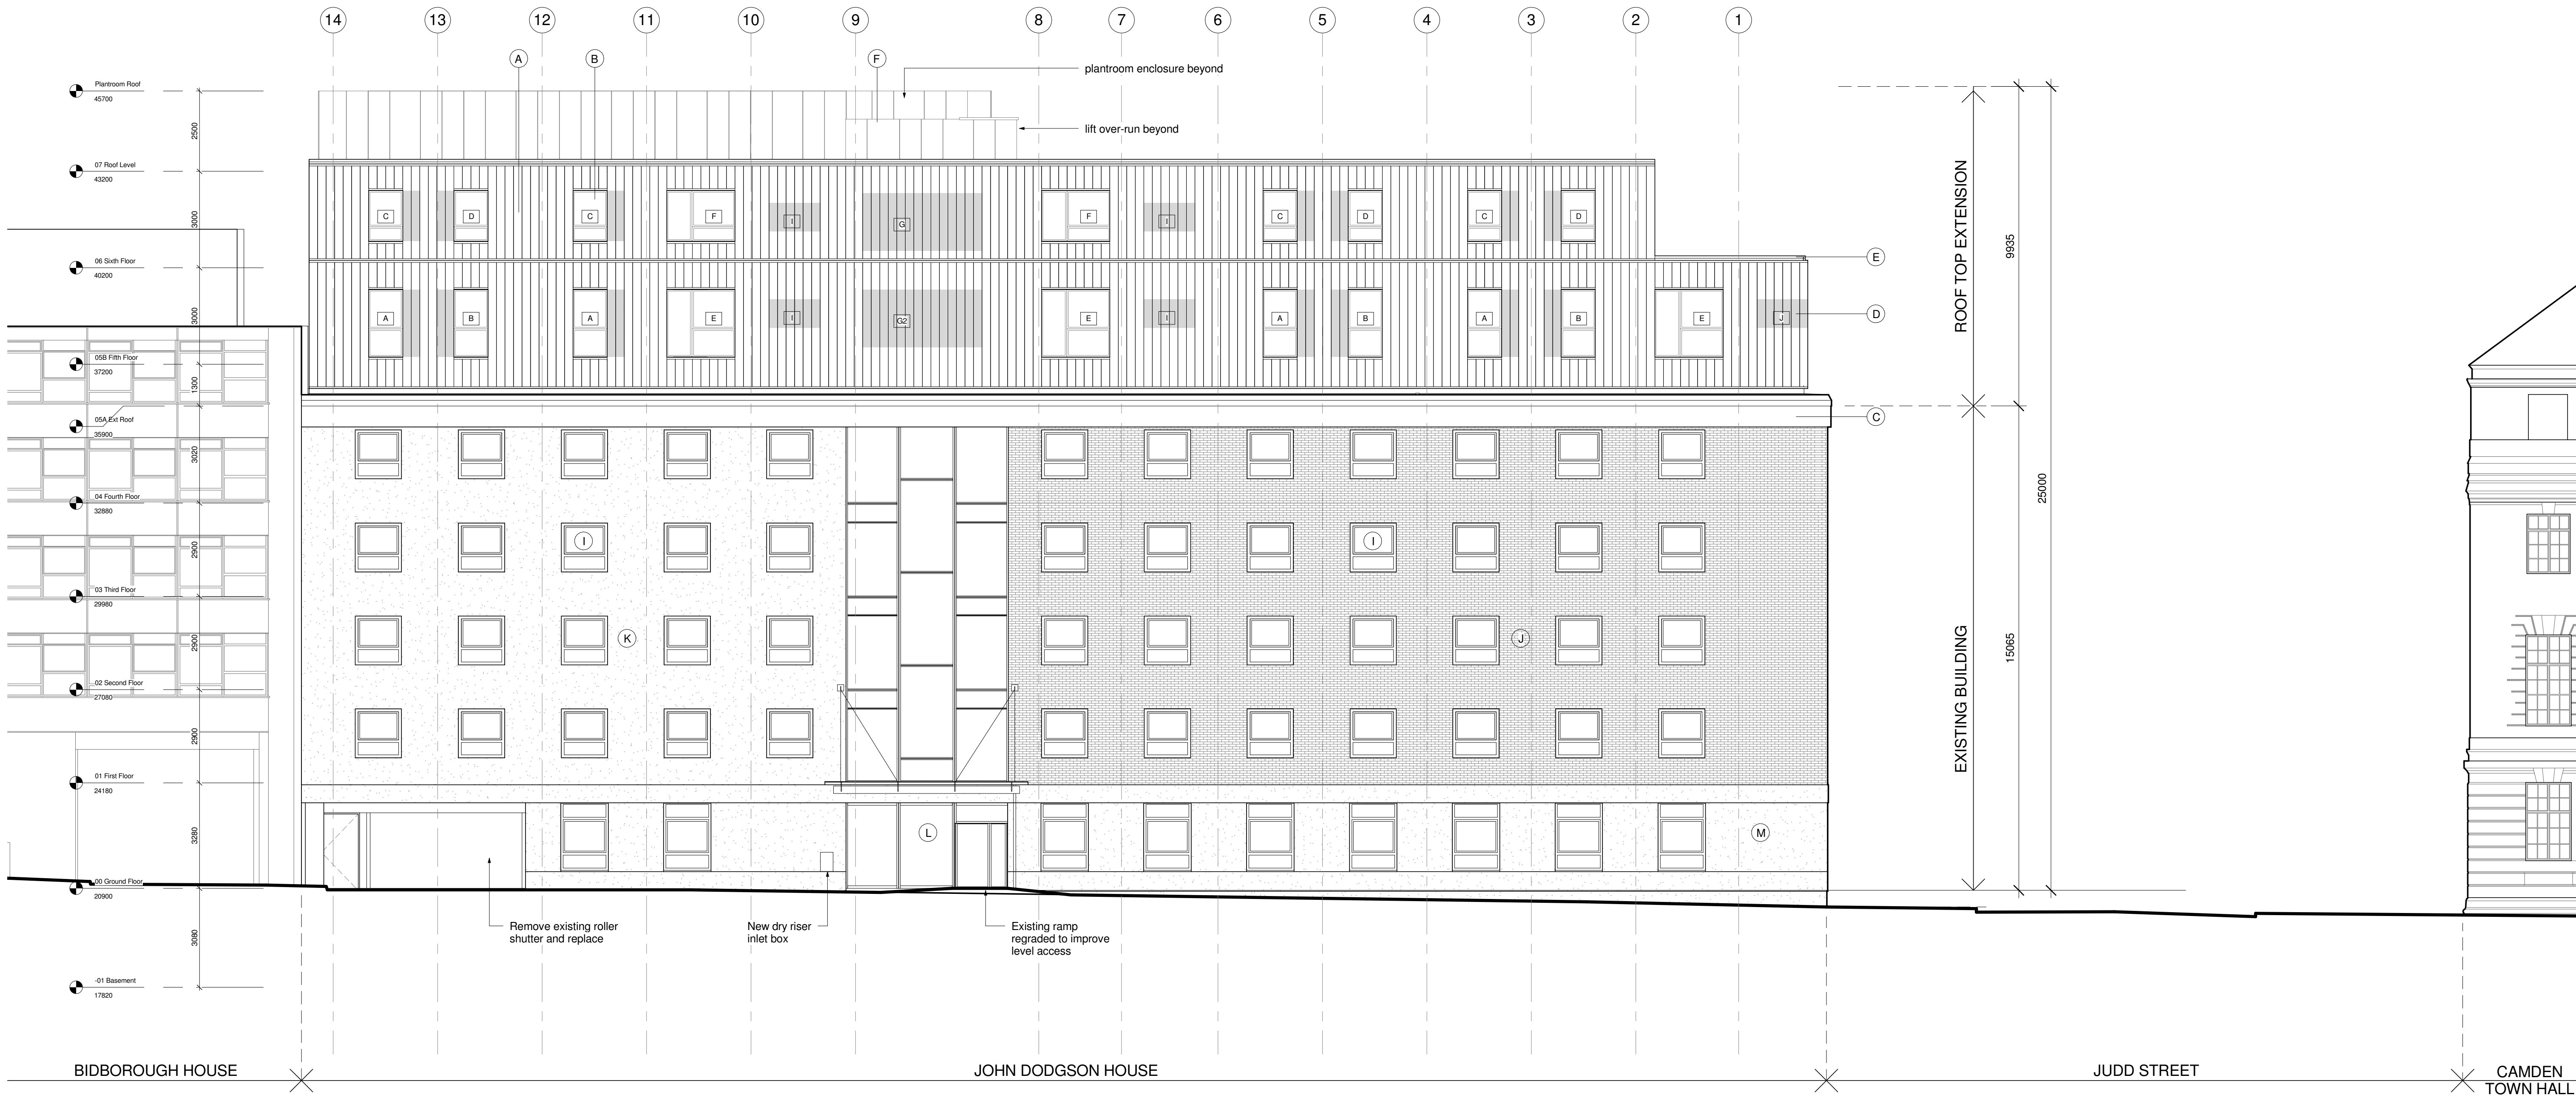 14 13 12 11 10 9 8 7 6 5 4 3 2 1
A B F
plantroom enclosure beyond
lift over-run beyond
Plantroom Roof
45700
2500
07 Roof Level
43200
3000
06 Sixth Floor
40200
3000
05B Fifth Floor
37200
1300
05A Ext Roof
35900
3020
04 Fourth Floor
32880
2900
03 Third Floor
29980
2900
02 Second Floor
27080
2900
01 First Floor
24180
3280
00 Ground Floor
20900
3080
-01 Basement
17820
C D C F I G F I C D C D
A B A E I G2 E I A B A B E J
E
D
C
I I
K J
L M
ROOF TOP EXTENSION
9935
25000
EXISTING BUILDING
15065
Remove existing roller
shutter and replace
New dry riser
inlet box
Existing ramp
regraded to improve
level access
BIDBOROUGH HOUSE
JOHN DODGSON HOUSE
JUDD STREET
CAMDEN
TOWN HALL